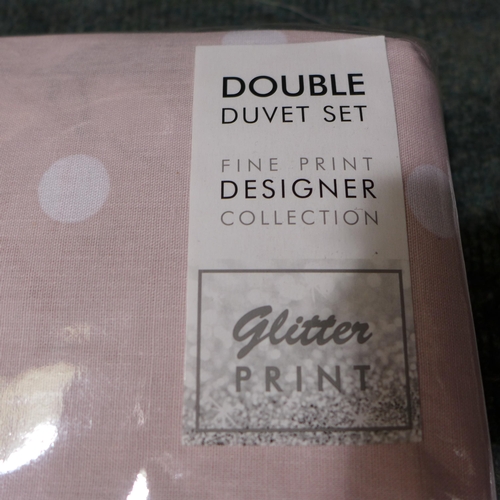 DOUBLE
DUVET SET
FINE PRINT
DESIGNER
COLLECTION
Glitter
PRINT